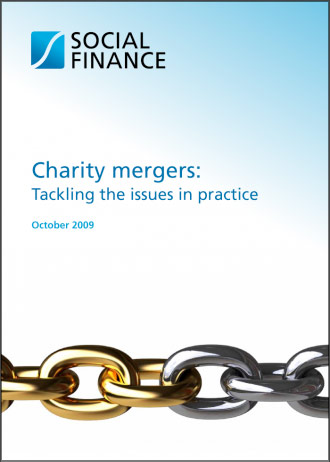 SOCIAL
FINANCE
Charity mergers:
Tackling the issues in practice
October 2009